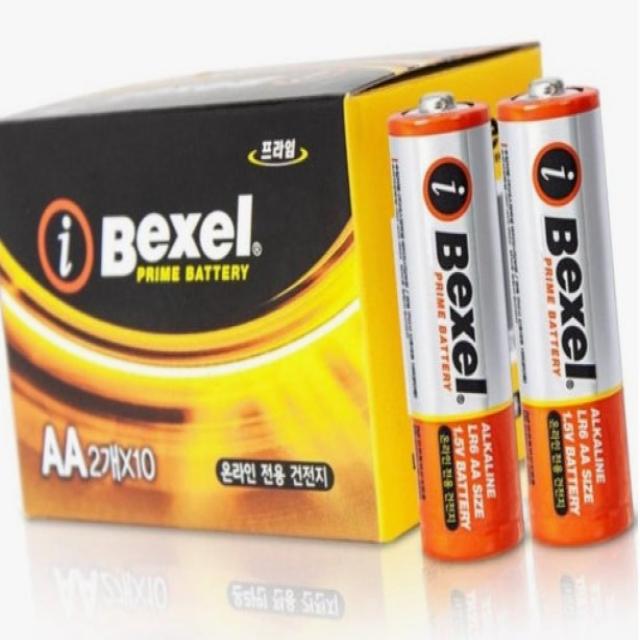 프라임
i Bexel®
PRIME BATTERY
AA 2개X10
온라인 전용 건전지
i Bexel
PRIME BATTERY
ALKALINE
LR6 AA SIZE
1.5V BATTERY
온라인 전용 건전지
i Bexel
PRIME BATTERY
ALKALINE
LR6 AA SIZE
1.5V BATTERY
온라인 전용 건전지